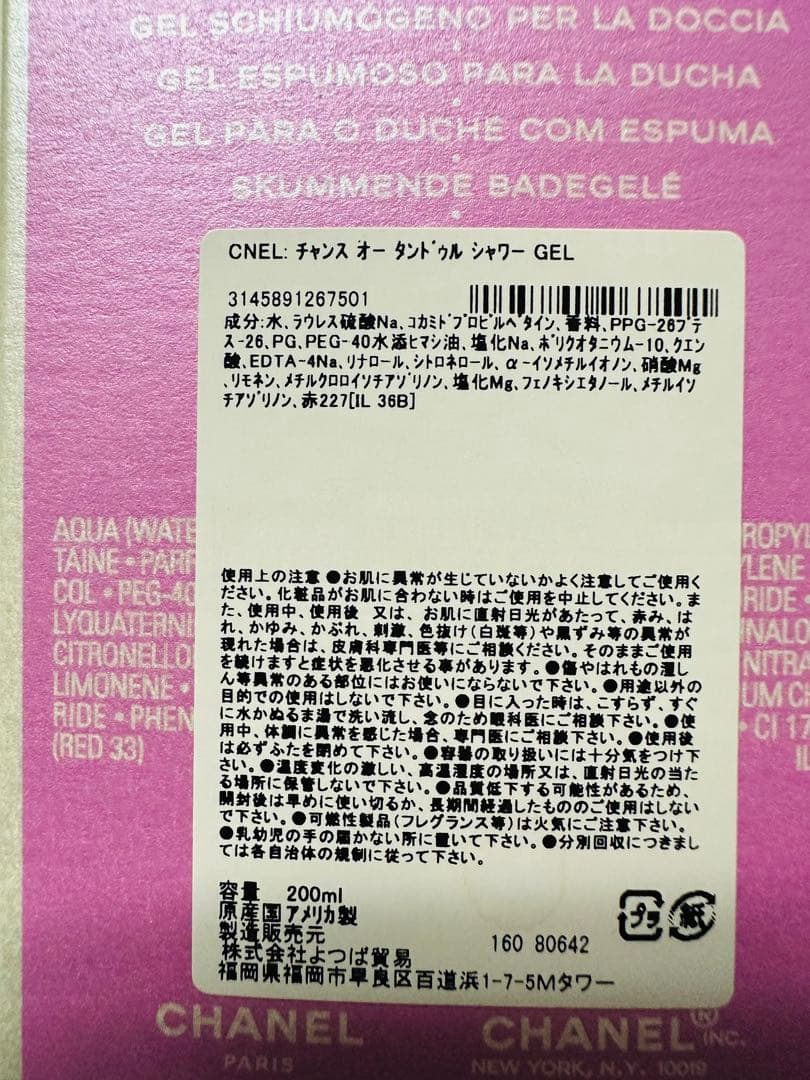 GEL SCHIUMOGENO PER LA DOCCIA
GEL ESPUMOSO PARA LA DUCHA
GEL PARA O DUCHE COM ESPUMA
SKUMMENDE BADEGELÉ
CNEL: チャンス オー タンドゥル シャワー GEL
3145891267501
成分:水、ラウレス硫酸Na、コカミドプロピルベタイン、香料、PPG-26ブテ
ス-26、PG、PEG-40水添ヒマシ油、塩化Na、ポリクオタニウム-10、クエン
酸、EDTA-4Na、リナロール、シトロネロール、α-イソメチルイオノン、硝酸Mg
、リモネン、メチルクロロイソチアゾリノン、塩化Mg、フェノキシエタノール、メチルイソ
チアゾリノン、赤227[IL 36B]
AQUA (WATE
TAINE • PARF
COL • PEG-40
LYQUATERNI
CITRONELLOL
LIMONENE •
RIDE • PHEN
(RED 33)
ROPYL
YLENE
RIDE
INALO
NITRA
UM C
• CI 17
IL
使用上の注意 ●お肌に異常が生じていないかよく注意してご使用く
ださい。化粧品がお肌に合わない時はご使用を中止してください。ま
た、使用中、使用後 又は、お肌に直射日光があたって、赤み、は
れ、かゆみ、かぶれ、刺激、色抜け(白斑等)や黒ずみ等の異常が
現れた場合は、皮膚科専門医等にご相談ください。そのままご使用
を続けますと症状を悪化させる事があります。●傷やはれもの湿し
ん等異常のある部位にはお使いにならないで下さい。●用途以外の
目的での使用はしないで下さい。●目に入った時は、こすらず、すぐ
に水かぬるま湯で洗い流し、念のため眼科医にご相談下さい。●使
用中、体調に異常を感じた場合、専門医にご相談下さい。●使用後
は必ずふたを閉めて下さい。●容器の取り扱いには十分気をつけ下
さい。●温度変化の激しい、高温湿度の場所又は、直射日光の当た
る場所に保管しないで下さい。●品質低下する可能性があるため、
開封後は早めに使い切るか、長期間経過したもののご使用はしない
で下さい。●可燃性製品(フレグランス等)は火気にご注意下さい。
●乳幼児の手の届かない所に置いて下さい。●分別回収につきまし
ては各自治体の規制に従って下さい。
容量 200ml
原産国アメリカ製
製造販売元
株式会社よつば貿易
160 80642
プラ
紙
福岡県福岡市早良区百道浜1-7-5Mタワー
CHANEL
PARIS
CHANEL® INC.
NEW YORK, N.Y. 10019